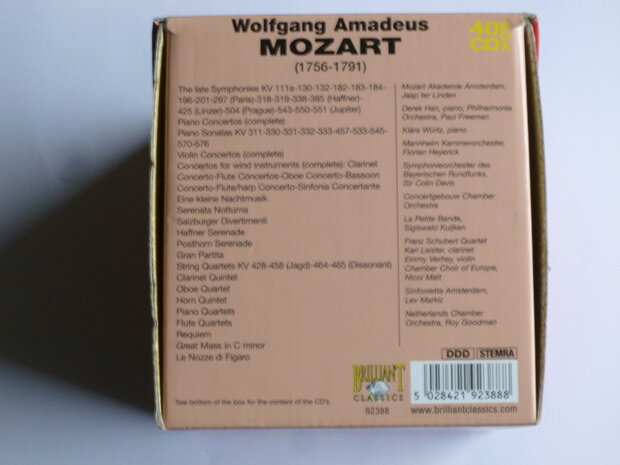 Wolfgang Amadeus
MOZART
(1756-1791)
40
CDs
The late Symphonies KV 111a-130-132-182-183-184-
196-201-297 (Paris)-318-319-338-385 (Haffner)-
425 (Linzer)-504 (Prague)-543-550-551 (Jupiter)
Piano Concertos (complete)
Piano Sonatas KV 311-330-331-332-333-457-533-545-
570-576
Violin Concertos (complete)
Concertos for wind instruments (complete): Clarinet
Concerto-Flute Concertos-Oboe Concerto-Bassoon
Concerto-Flute/harp Concerto-Sinfonia Concertante
Eine kleine Nachtmusik
Serenata Notturna
Salzburger Divertimenti
Haffner Serenade
Posthorn Serenade
Gran Partita
String Quartets KV 428-458 (Jagd)-464-465 (Dissonant)
Clarinet Quintet
Oboe Quartet
Horn Quintet
Piano Quartets
Flute Quartets
Requiem
Great Mass in C minor
Le Nozze di Figaro
Mozart Akademie Amsterdam,
Jaap ter Linden
Derek Han, piano, Philharmonia
Orchestra, Paul Freeman
Klára Würtz, piano
Mannheim Kammerorchester,
Florian Heyerick
Symphonieorchester des
Bayerischen Rundfunks,
Sir Colin Davis
Concertgebouw Chamber
Orchestra
La Petite Bande,
Sigiswald Kuijken
Franz Schubert Quartet
Karl Leister, clarinet
Emmy Verhey, violin
Chamber Choir of Europe,
Nicol Matt
Sinfonietta Amsterdam,
Lev Markiz
Netherlands Chamber
Orchestra, Roy Goodman
DDD STEMRA
BRILLIANT
CLASSICS
92388
5 028421 923888
www.brilliantclassics.com
See bottom of the box for the content of the CD's